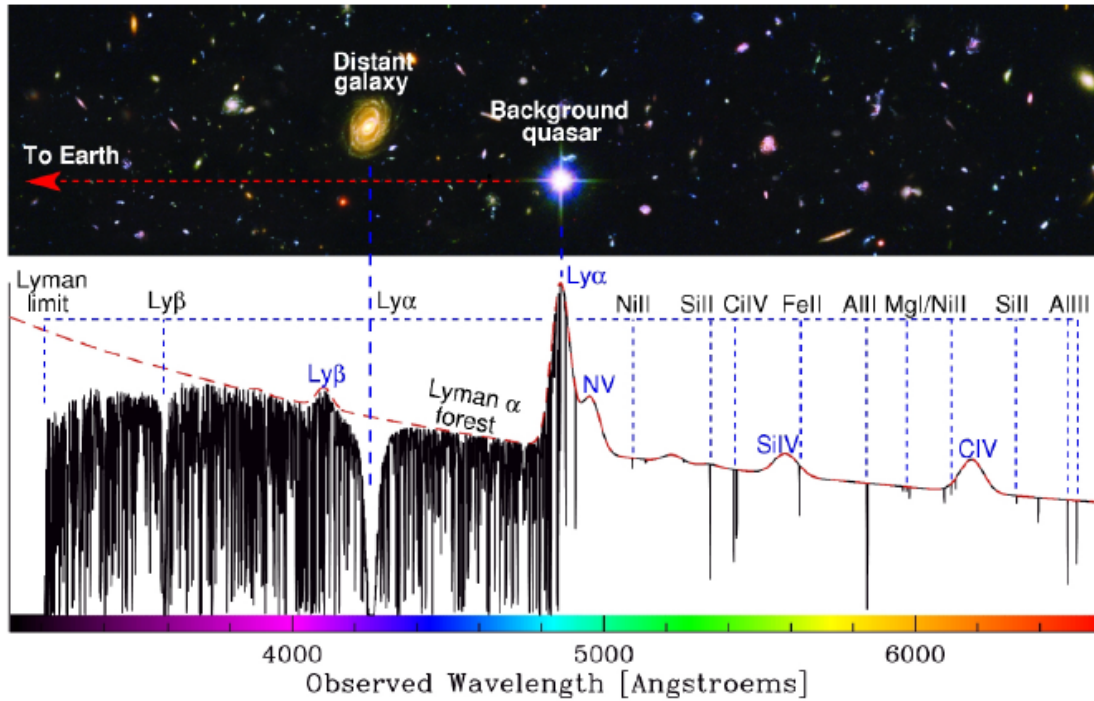 Distant
galaxy
Background
quasar
To Earth
Lyman
limit
Lyβ
Lyα
Lyα
NiII
SiII
CiIV
FeII
AlII
MgI/NiII
SiII
AlIII
Lyβ
Lyman α
forest
NV
SiIV
CIV
4000
5000
6000
Observed Wavelength [Angstroems]